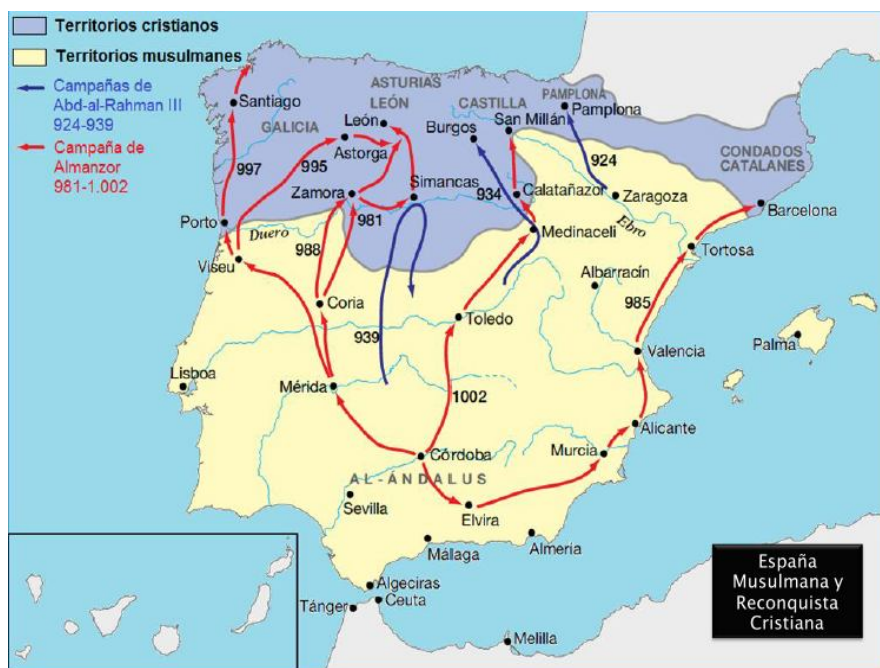 Territorios cristianos
Territorios musulmanes
Campañas de
Abd-al-Rahman III
924-939
Campaña de
Almanzor
981-1.002
Santiago
GALICIA
997
995
ASTURIAS
LEÓN
León
Astorga
CASTILLA
Burgos
San Millán
PAMPLONA
Pamplona
924
CONDADOS
CATALANES
Zamora
981
Simancas
934
Calatañazor
Zaragoza
Ebro
Barcelona
Porto
Duero
Viseu
988
Medinaceli
Tortosa
Coria
939
Toledo
Albarracín
985
Valencia
Palma
Lisboa
Mérida
1002
Alicante
Murcia
Córdoba
AL-ÁNDALUS
Sevilla
Elvira
Málaga
Almería
Algeciras
Ceuta
Tánger
Melilla
España
Musulmana y
Reconquista
Cristiana